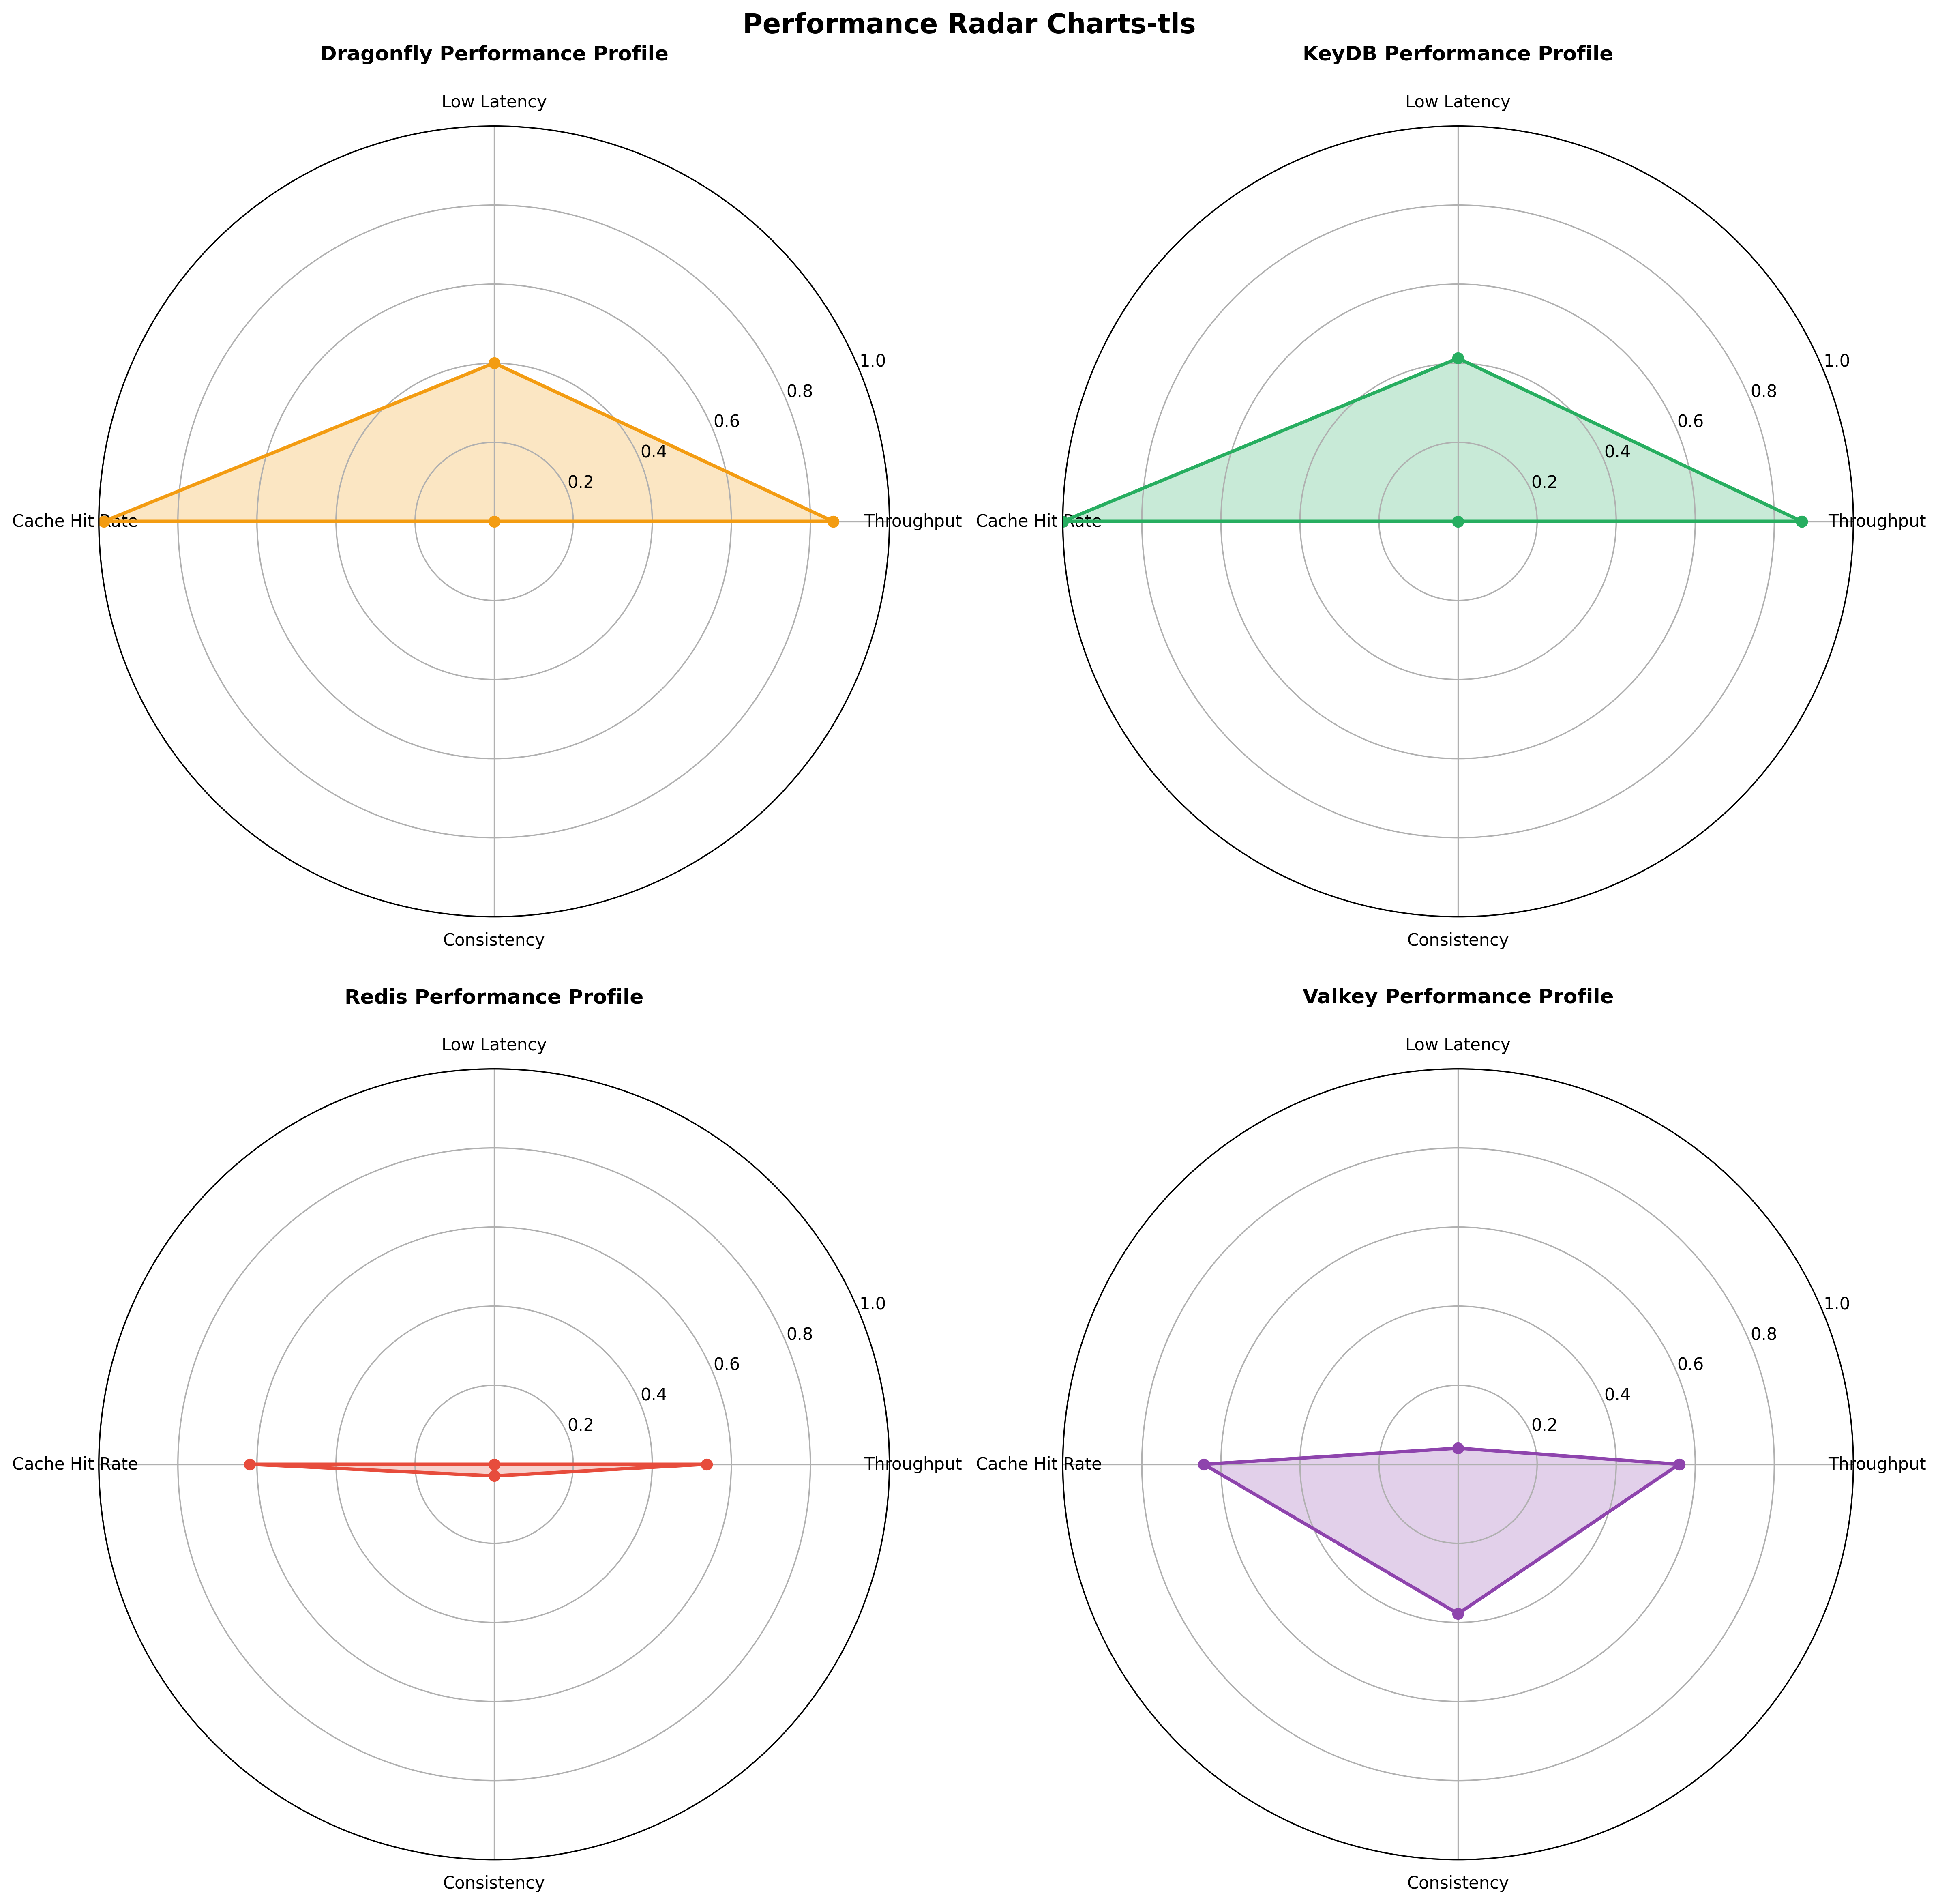 Performance Radar Charts-tls
Dragonfly Performance Profile
Low Latency
1.0
0.8
0.6
0.4
0.2
Cache Hit Rate
Throughput
Consistency
KeyDB Performance Profile
Low Latency
1.0
0.8
0.6
0.4
0.2
Cache Hit Rate
Throughput
Consistency
Redis Performance Profile
Low Latency
1.0
0.8
0.6
0.4
0.2
Cache Hit Rate
Throughput
Consistency
Valkey Performance Profile
Low Latency
1.0
0.8
0.6
0.4
0.2
Cache Hit Rate
Throughput
Consistency